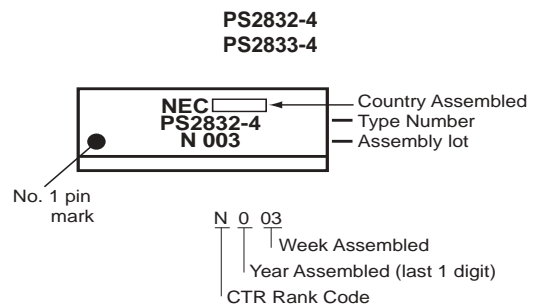 PS2832-4
PS2833-4
NEC
Country Assembled
PS2832-4
Type Number
N 003
Assembly lot
No. 1 pin
mark
N 0 03
Week Assembled
Year Assembled (last 1 digit)
CTR Rank Code